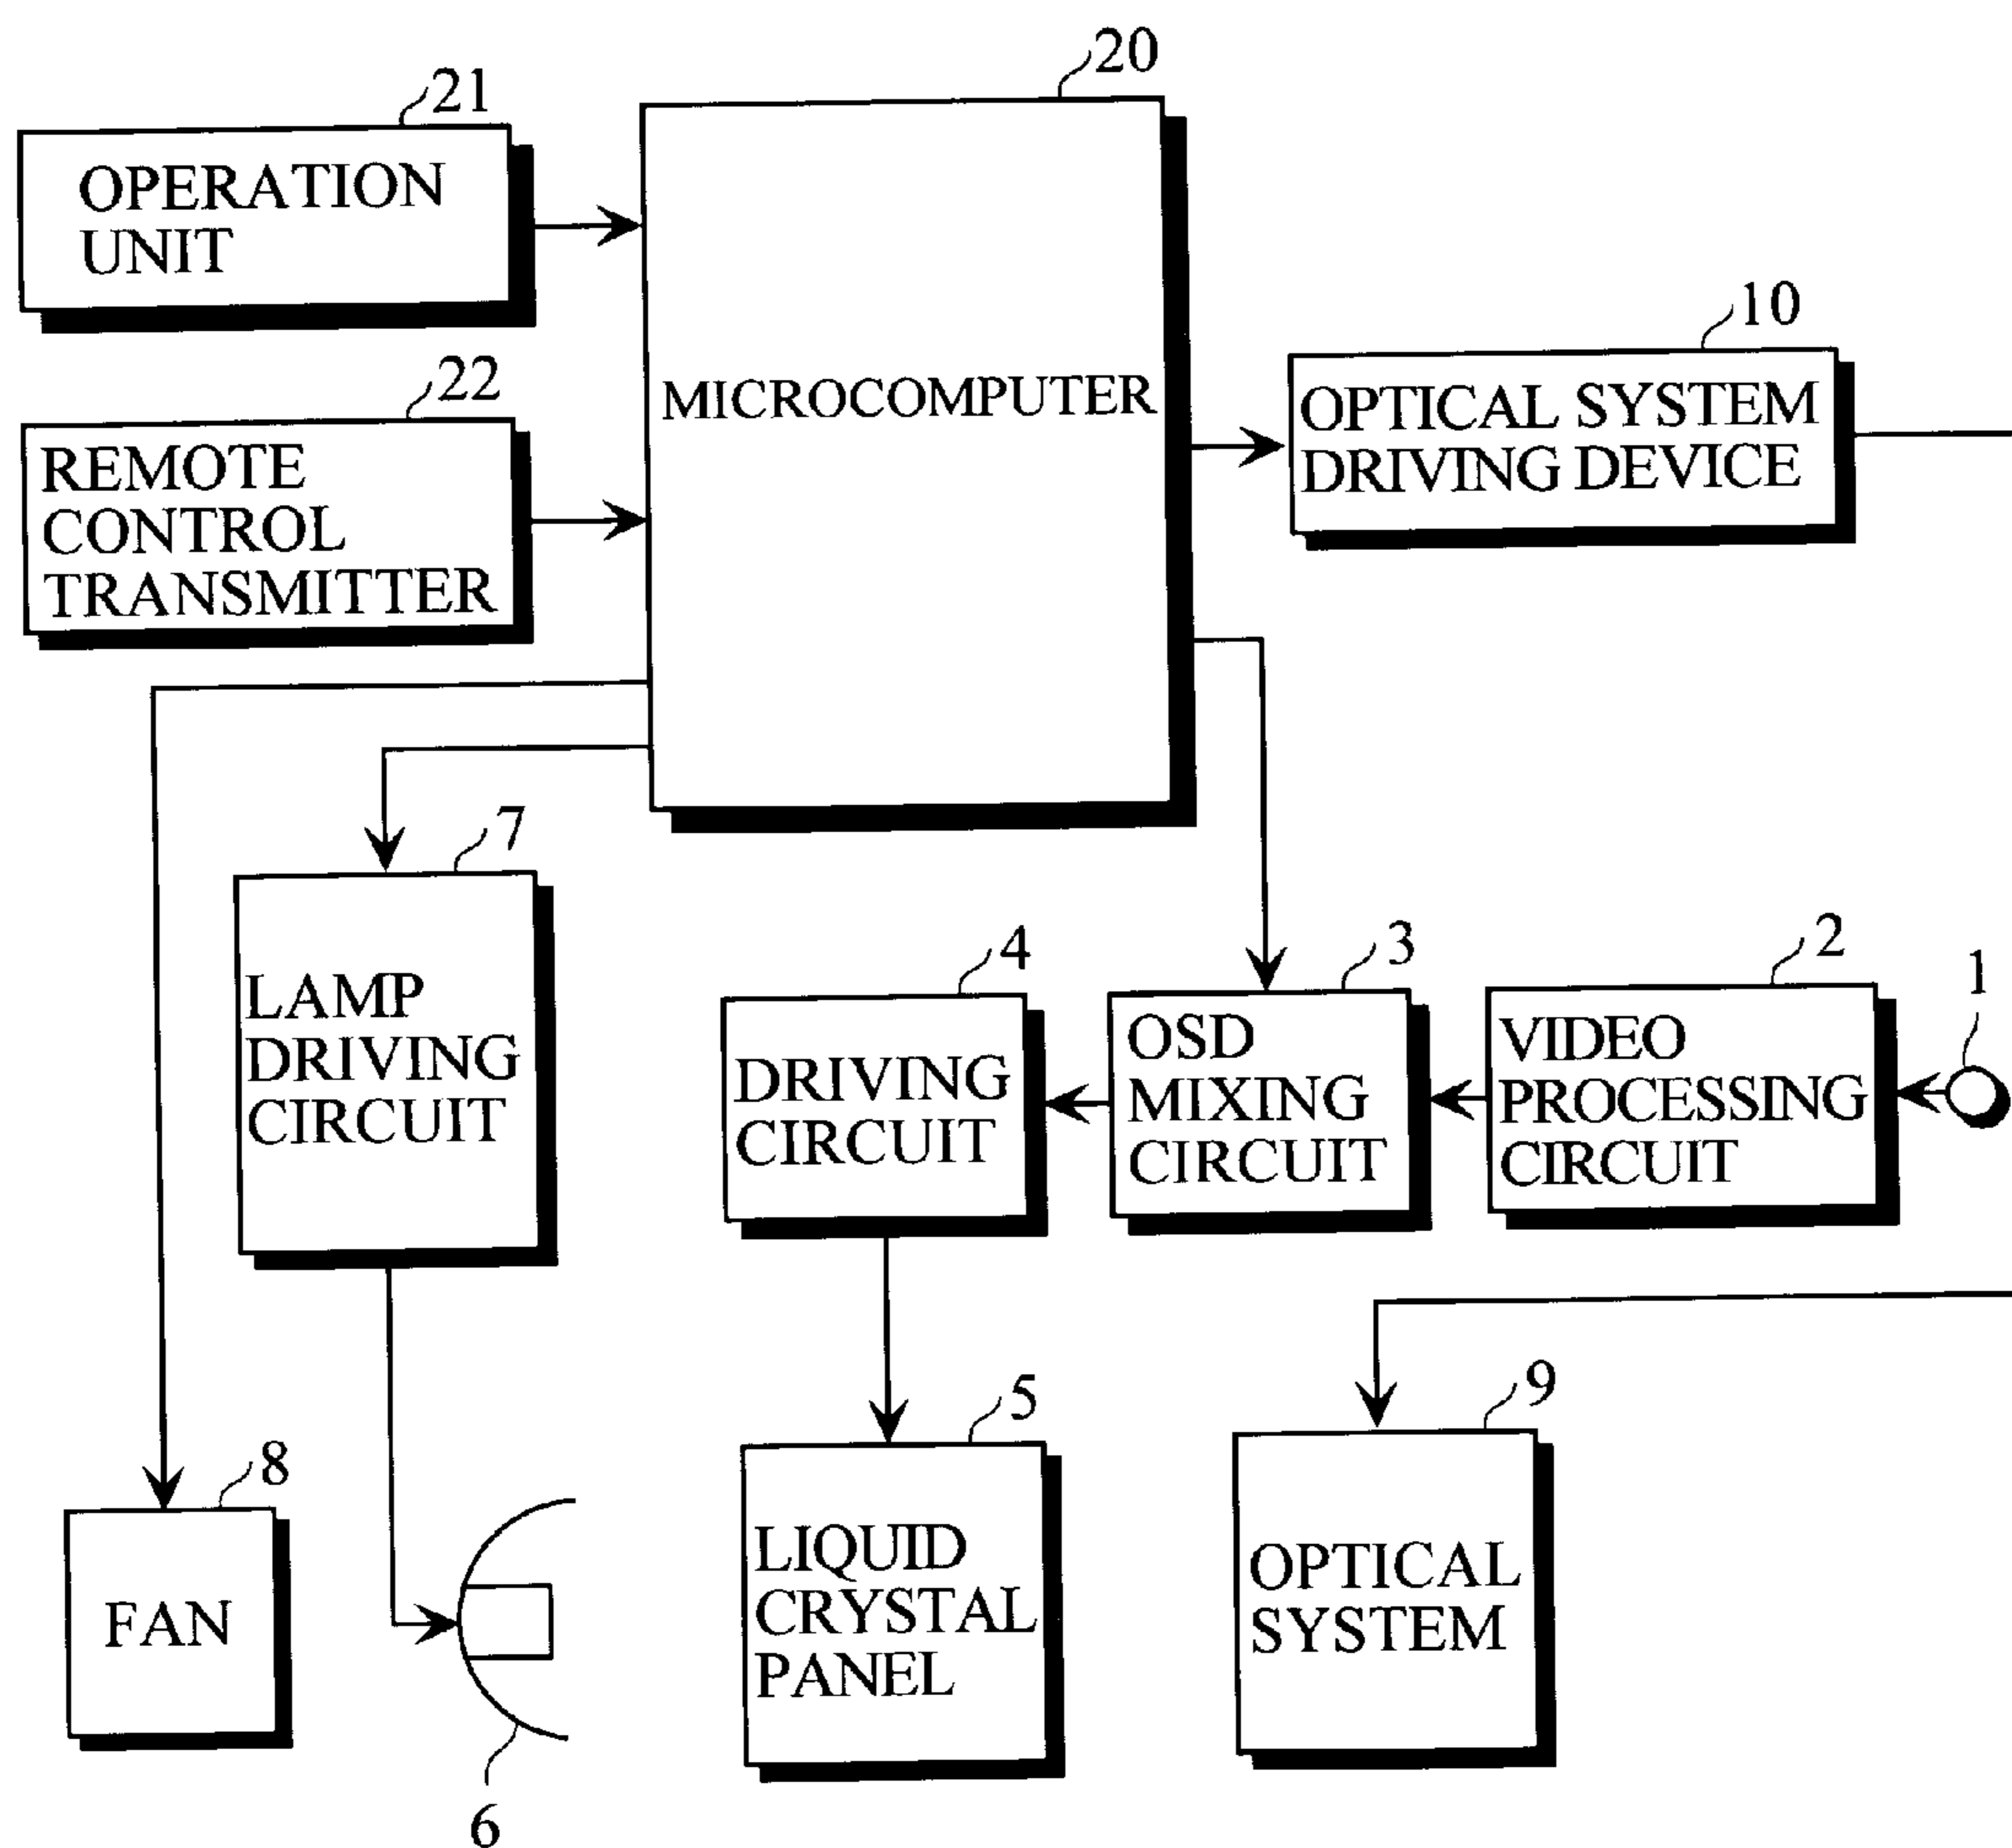 20
21
OPERATION
UNIT
10
22
MICROCOMPUTER
OPTICAL SYSTEM
DRIVING DEVICE
REMOTE
CONTROL
TRANSMITTER
7
4
3
2
1
LAMP
DRIVING
CIRCUIT
DRIVING
CIRCUIT
OSD
MIXING
CIRCUIT
VIDEO
PROCESSING
CIRCUIT
8
5
9
FAN
LIQUID
CRYSTAL
PANEL
OPTICAL
SYSTEM
6